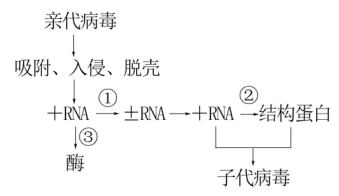 亲代病毒
吸附、入侵、脱壳
+RNA ① ±RNA +RNA ② 结构蛋白
③
酶
子代病毒